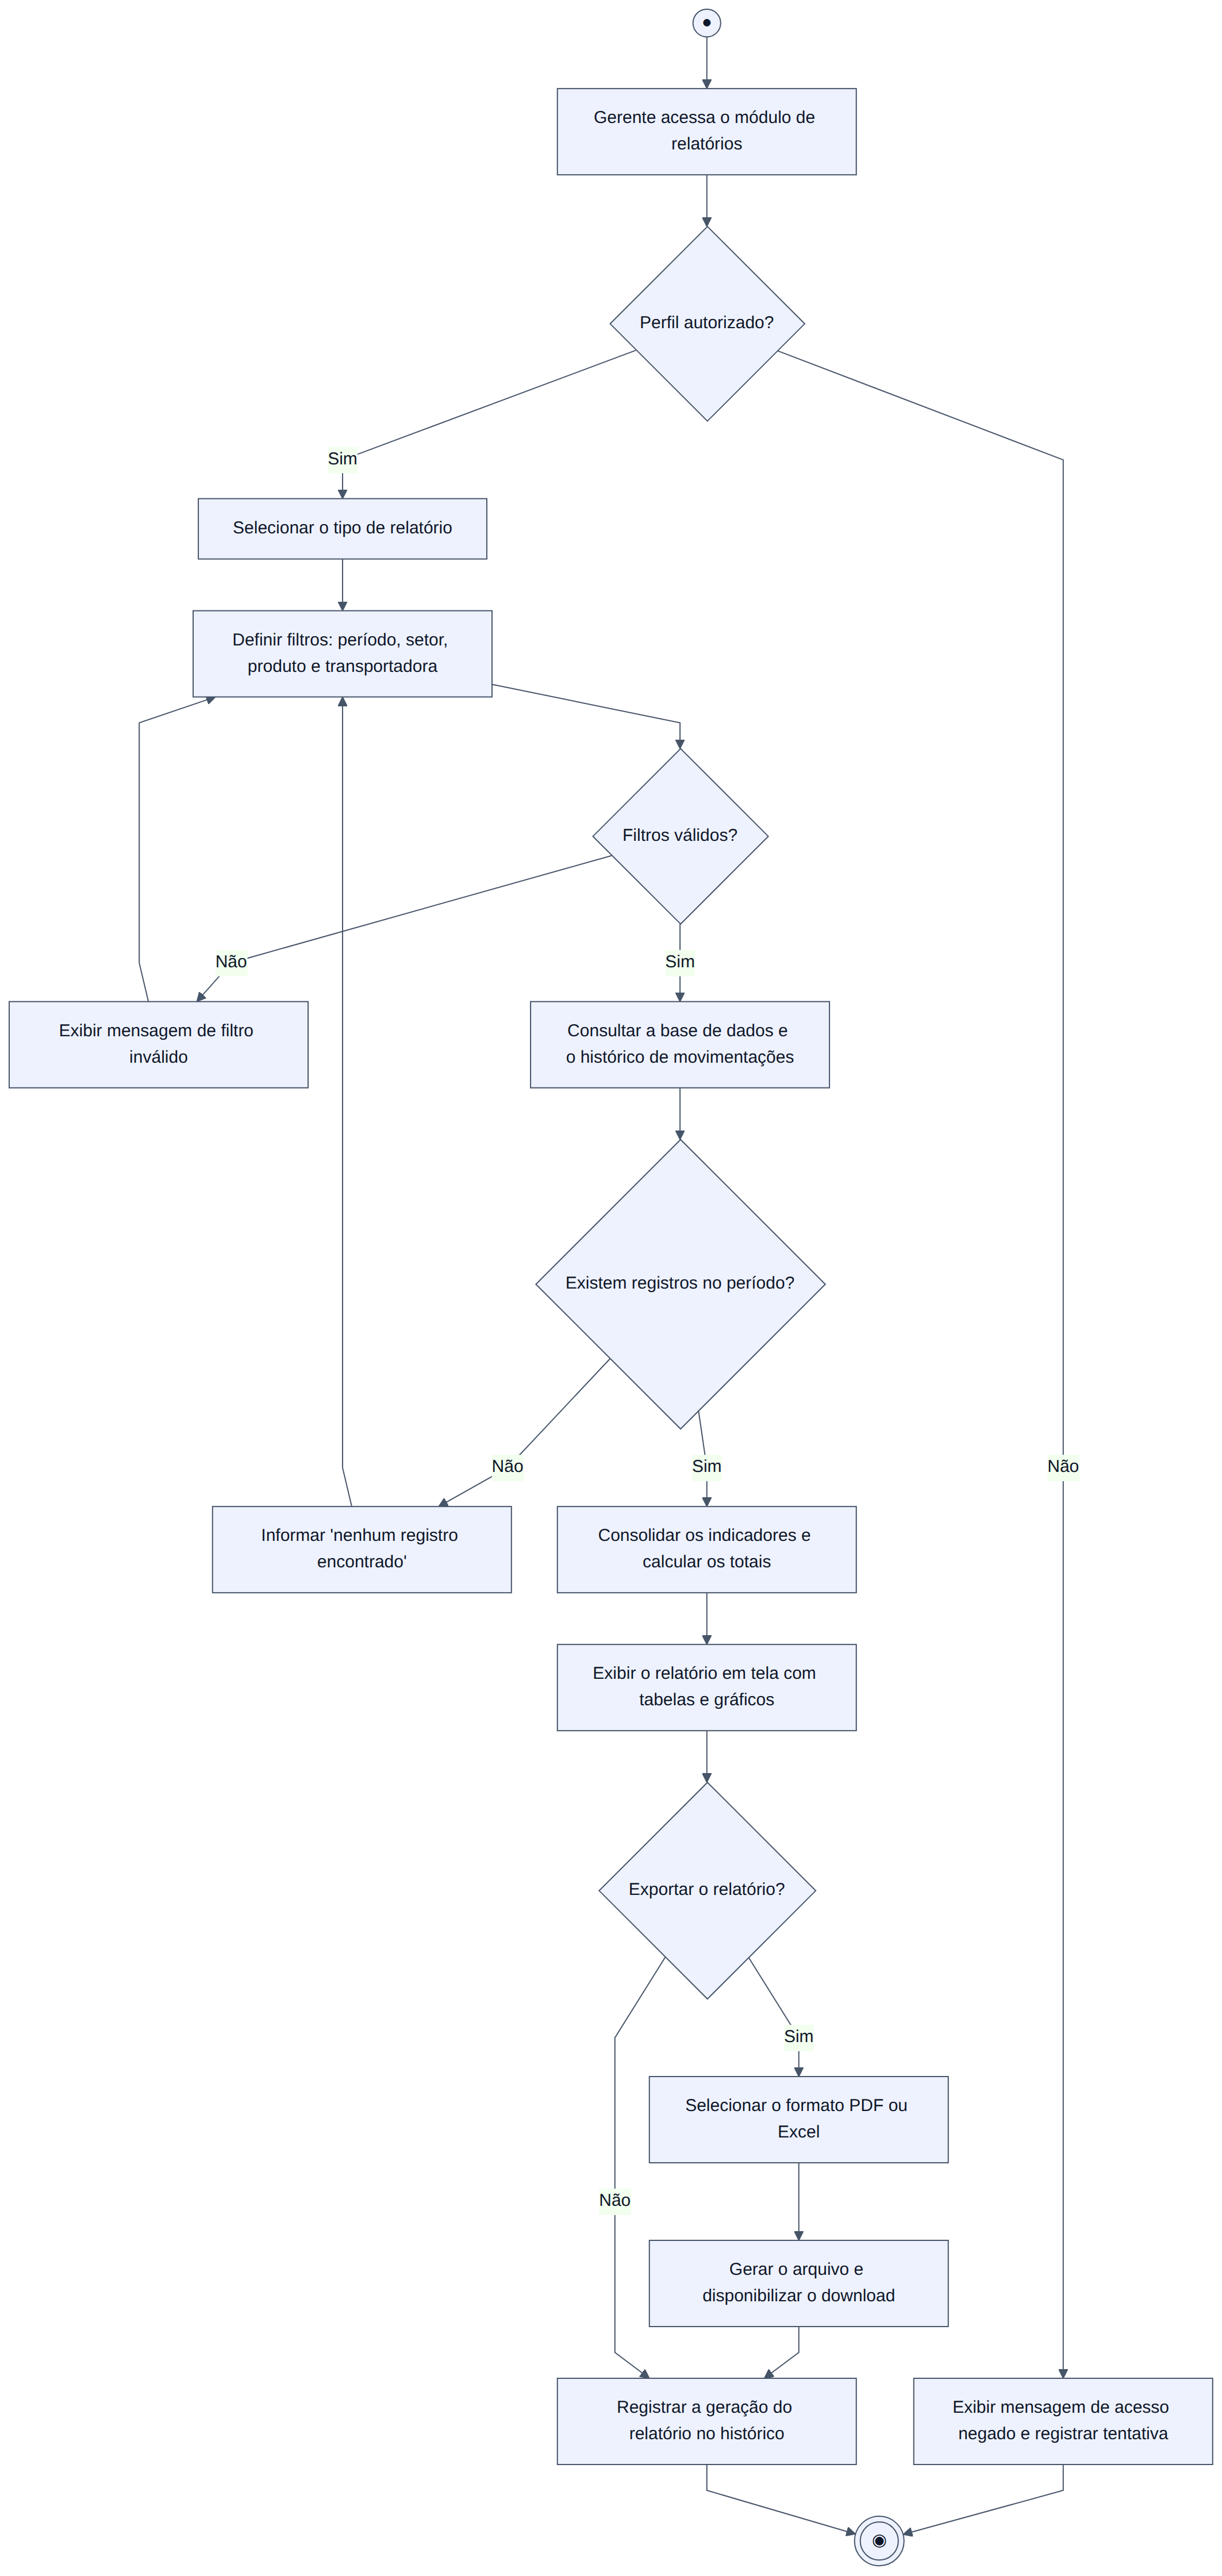 Gerente acessa o módulo de
relatórios
Perfil autorizado?
Sim
Selecionar o tipo de relatório
Definir filtros: período, setor,
produto e transportadora
Filtros válidos?
Não
Sim
Exibir mensagem de filtro
inválido
Consultar a base de dados e
o histórico de movimentações
Existem registros no período?
Não
Sim
Não
Informar 'nenhum registro
encontrado'
Consolidar os indicadores e
calcular os totais
Exibir o relatório em tela com
tabelas e gráficos
Exportar o relatório?
Sim
Selecionar o formato PDF ou
Excel
Não
Gerar o arquivo e
disponibilizar o download
Registrar a geração do
relatório no histórico
Exibir mensagem de acesso
negado e registrar tentativa